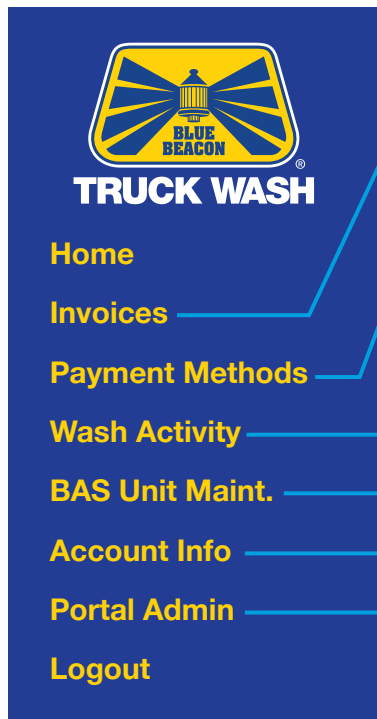 BLUE
BEACON
®
TRUCK WASH
Home
Invoices
Payment Methods
Wash Activity
BAS Unit Maint.
Account Info
Portal Admin
Logout